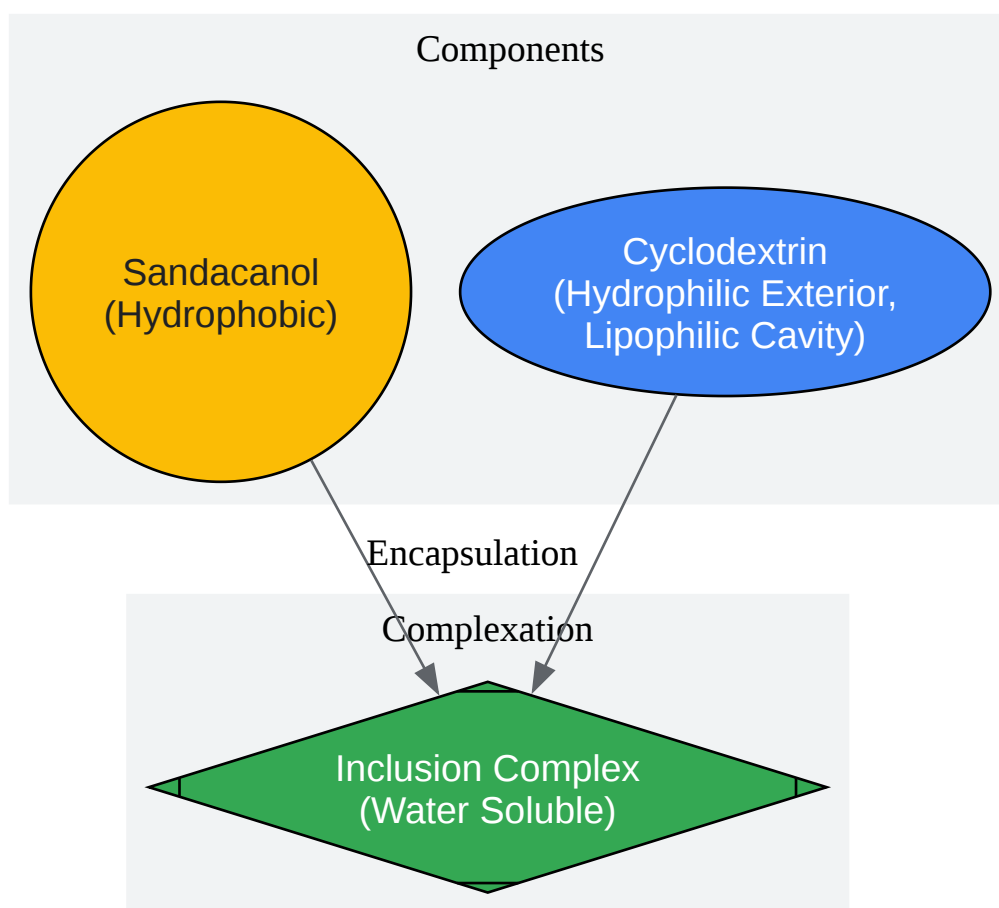 Components
Sandacanol
(Hydrophobic)
Cyclodextrin
(Hydrophilic Exterior,
Lipophilic Cavity)
Encapsulation
Complexation
Inclusion Complex
(Water Soluble)